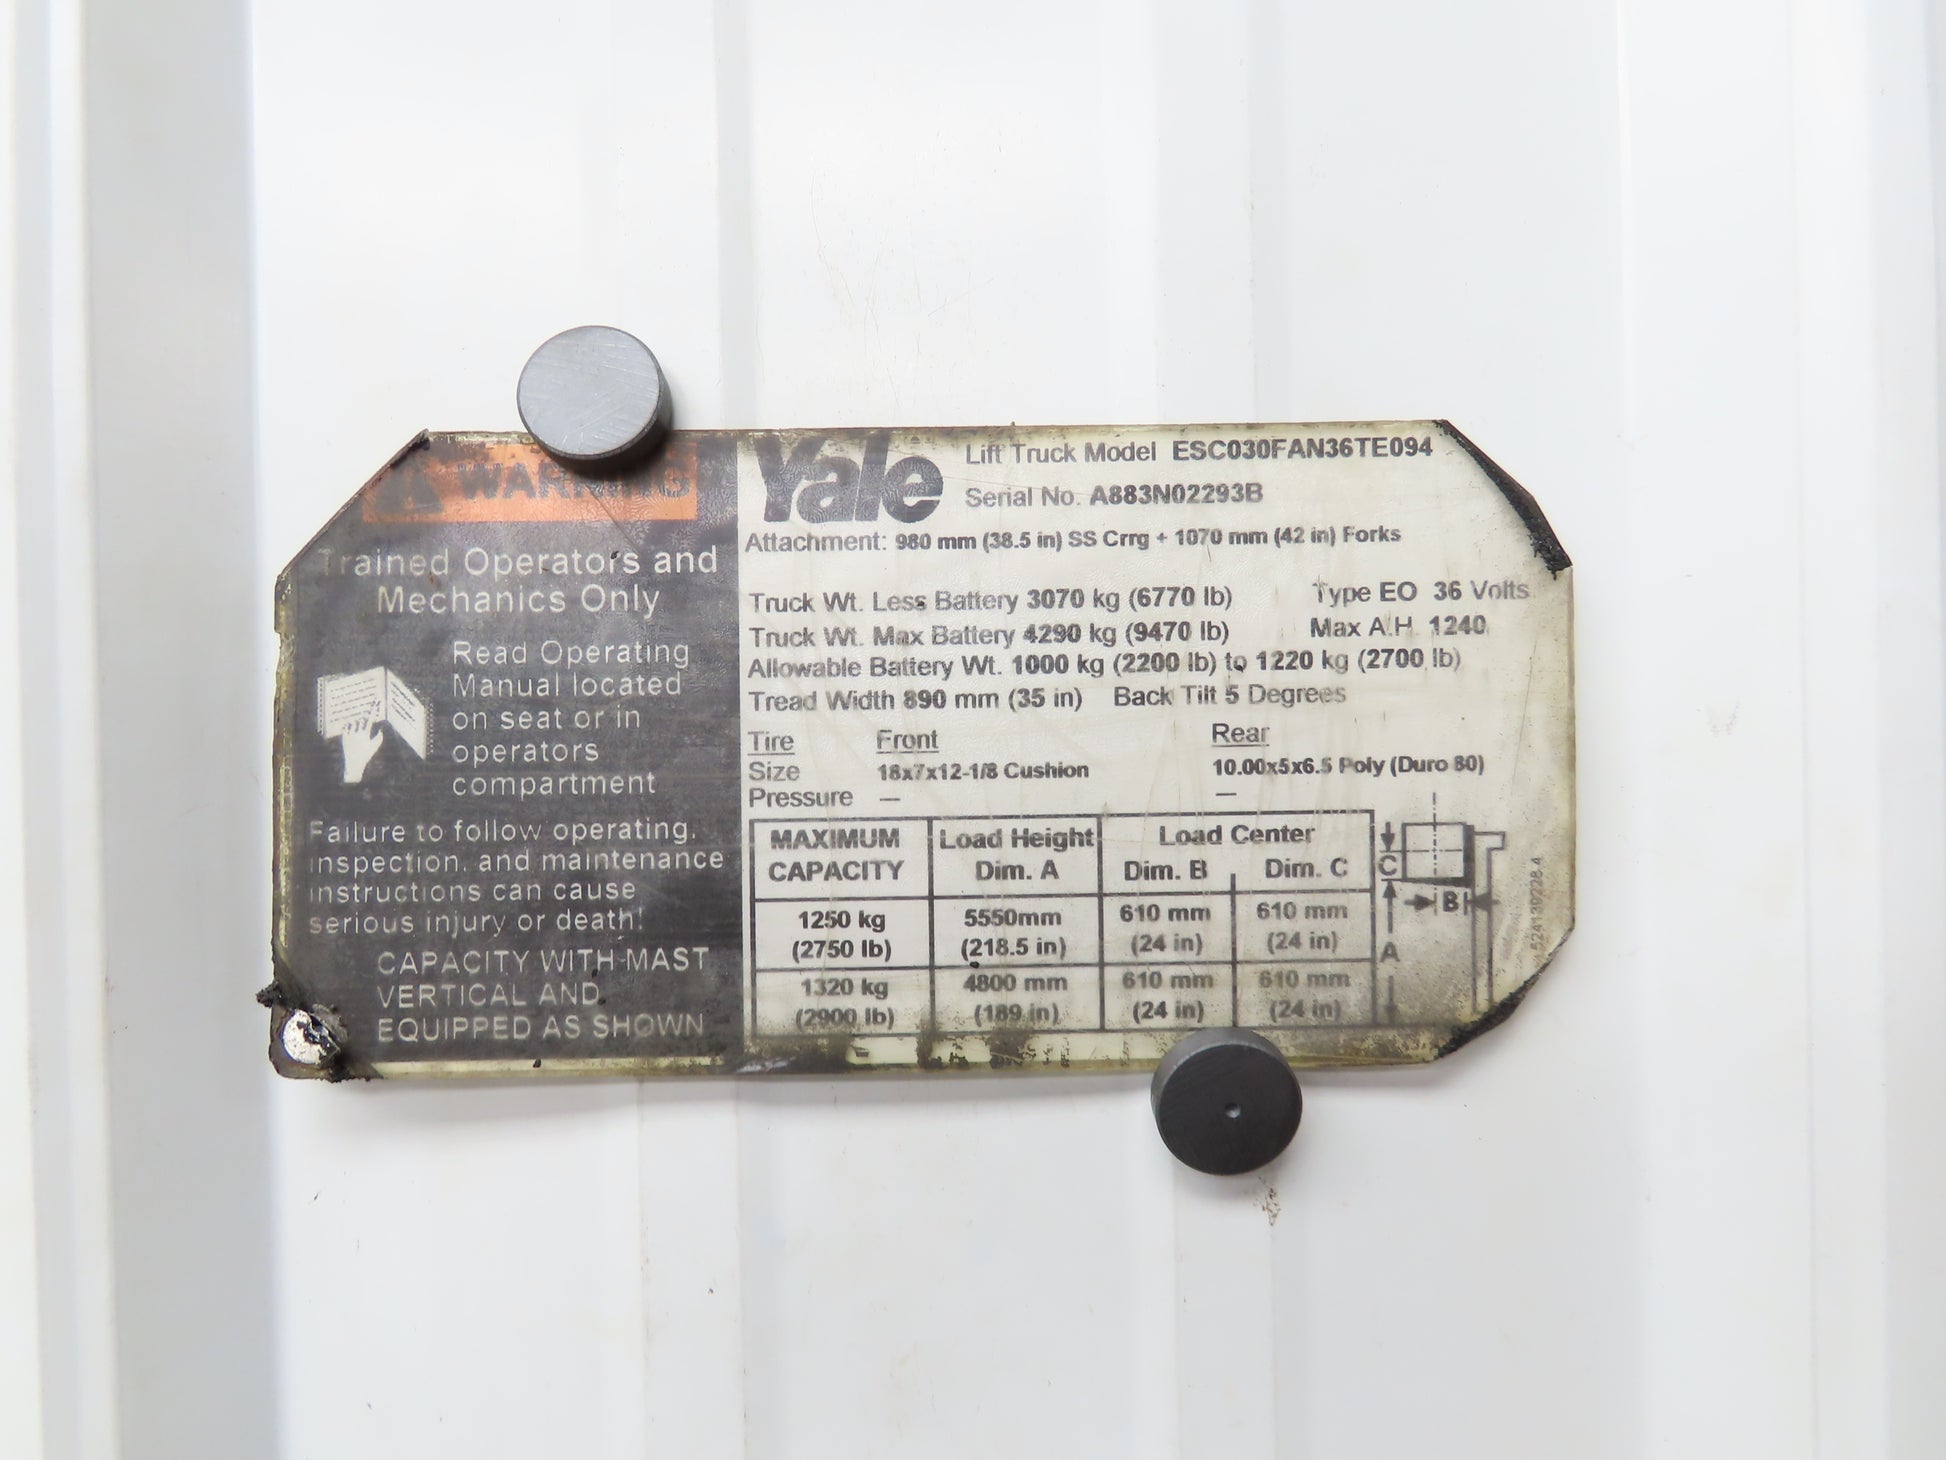 WARNING
Trained Operators and
Mechanics Only
Read Operating
Manual located
on seat or in
operators
compartment
Failure to follow operating,
inspection, and maintenance
instructions can cause
serious injury or death!
CAPACITY WITH MAST
VERTICAL AND
EQUIPPED AS SHOWN
Yale
Lift Truck Model ESC030FAN36TE094
Serial No. A883N02293B
Attachment: 980 mm (38.5 in) SS Crrg + 1070 mm (42 in) Forks
Truck Wt. Less Battery 3070 kg (6770 lb) Type EO 36 Volts
Truck Wt. Max Battery 4290 kg (9470 lb) Max A.H. 1240
Allowable Battery Wt. 1000 kg (2200 lb) to 1220 kg (2700 lb)
Tread Width 890 mm (35 in) Back Tilt 5 Degrees
Tire Front Rear
Size 18x7x12-1/8 Cushion 10.00x5x6.5 Poly (Duro 80)
Pressure — —
MAXIMUM CAPACITY Load Height Dim. A Load Center Dim. B Dim. C
1250 kg 5550mm 610 mm 610 mm
(2750 lb) (218.5 in) (24 in) (24 in)
1320 kg 4800 mm 610 mm 610 mm
(2900 lb) (189 in) (24 in) (24 in)
C
B
A